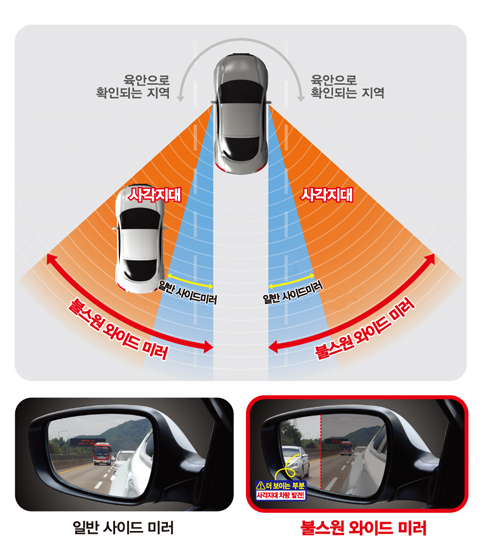 육안으로
확인되는 지역
육안으로
확인되는 지역
사각지대
사각지대
일반 사이드미러
일반 사이드미러
불스원 와이드 미러
불스원 와이드 미러
더 보이는 부분
사각지대 차량 발견!
일반 사이드 미러
불스원 와이드 미러